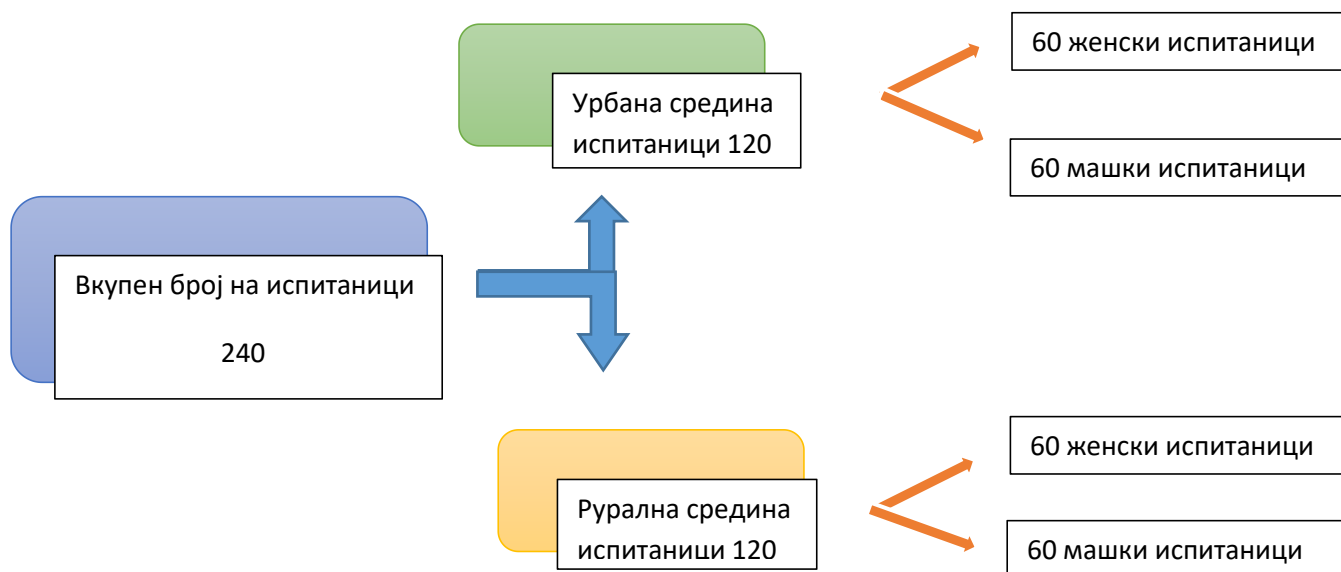 60 женски испитаници
Урбана средина
испитаници 120
60 машки испитаници
Вкупен број на испитаници
240
60 женски испитаници
Рурална средина
испитаници 120
60 машки испитаници